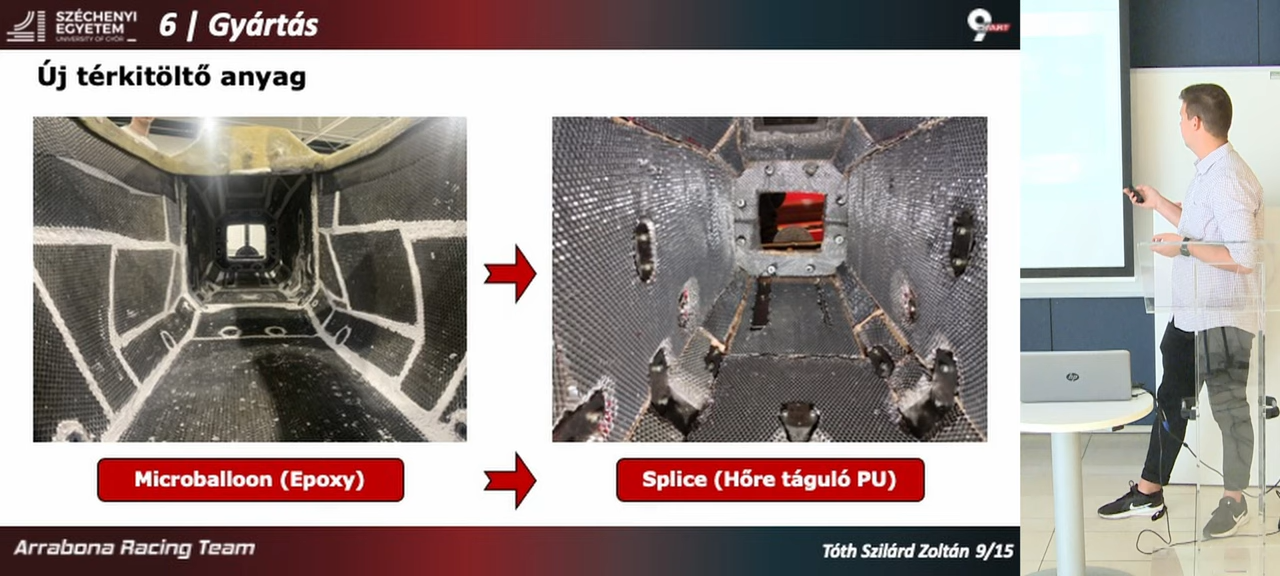 SZÉCHENYI
EGYETEM
UNIVERSITY OF GYŐR
6 | Gyártás
Új térkitöltő anyag
Microballoon (Epoxy)
Splice (Hőre táguló PU)
Arrabona Racing Team
Tóth Szilárd Zoltán 9/15